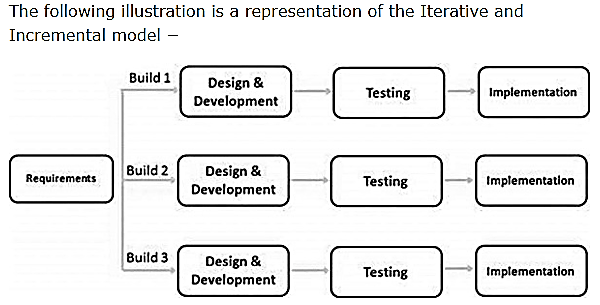 The following illustration is a representation of the Iterative and
Incremental model −
Build 1
Design &
Development
Testing
Implementation
Requirements
Build 2
Design &
Development
Testing
Implementation
Build 3
Design &
Development
Testing
Implementation